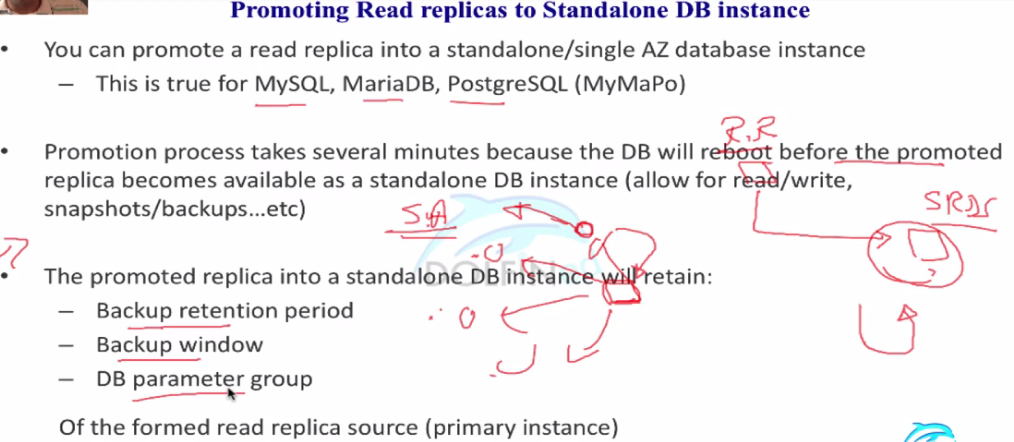 Promoting Read replicas to Standalone DB instance
• You can promote a read replica into a standalone/single AZ database instance
– This is true for MySQL, MariaDB, PostgreSQL (MyMaPo)
R.R
• Promotion process takes several minutes because the DB will reboot before the promoted
replica becomes available as a standalone DB instance (allow for read/write,
snapshots/backups...etc)
SA
SRDS
DOLFIN
• The promoted replica into a standalone DB instance will retain:
– Backup retention period
– Backup window
– DB parameter group
Of the formed read replica source (primary instance)